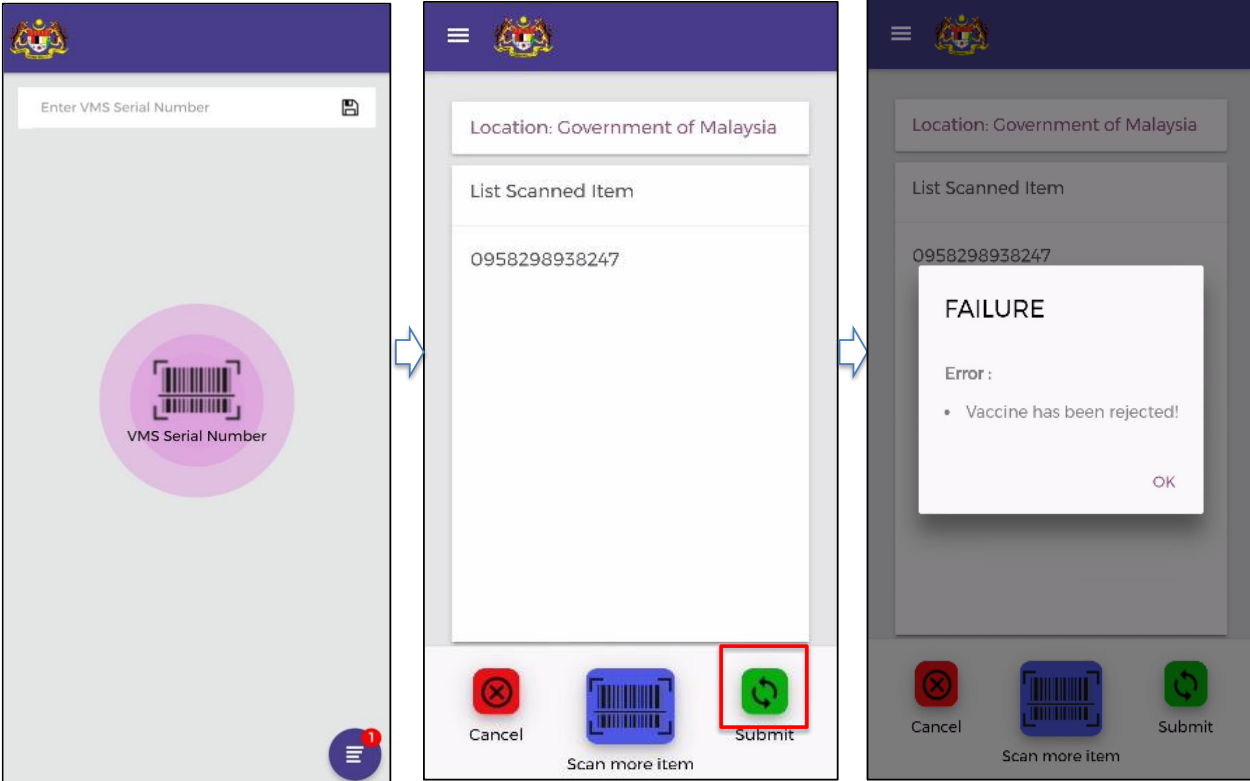 Enter VMS Serial Number
VMS Serial Number
1
Location: Government of Malaysia
List Scanned Item
0958298938247
Cancel
Scan more item
Submit
Location: Government of Malaysia
List Scanned Item
0958298938247
FAILURE
Error :
• Vaccine has been rejected!
OK
Cancel
Scan more item
Submit